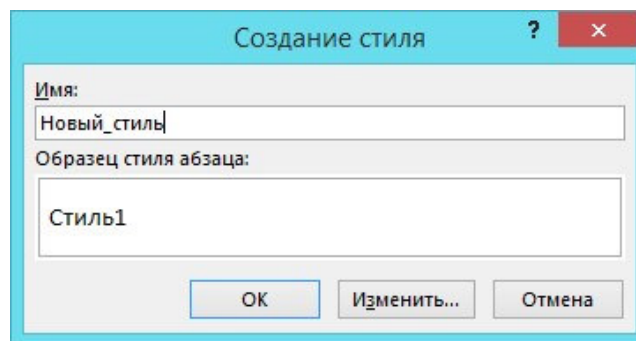 Создание стиля ? ×
Имя:
Новый_стиль
Образец стиля абзаца:
Стиль1
ОК Изменить... Отмена